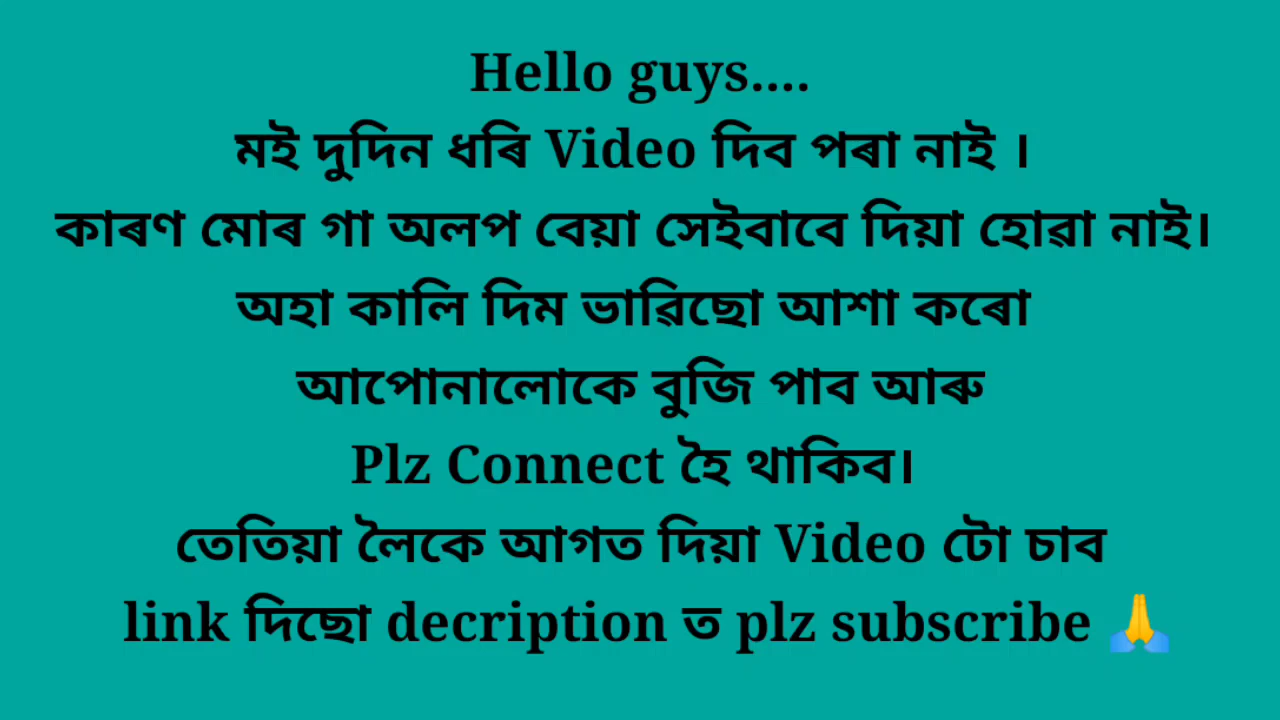 Hello guys....
মই দুদিন ধৰি Video দিব পৰা নাই ।
কাৰণ মোৰ গা অলপ বেয়া সেইবাবে দিয়া হোৱা নাই।
অহা কালি দিম ভাৱিছো আশা কৰো
আপোনালোকে বুজি পাব আৰু
Plz Connect হৈ থাকিব।
তেতিয়া লৈকে আগত দিয়া Video টো চাব
link দিছো decription ত plz subscribe 🙏